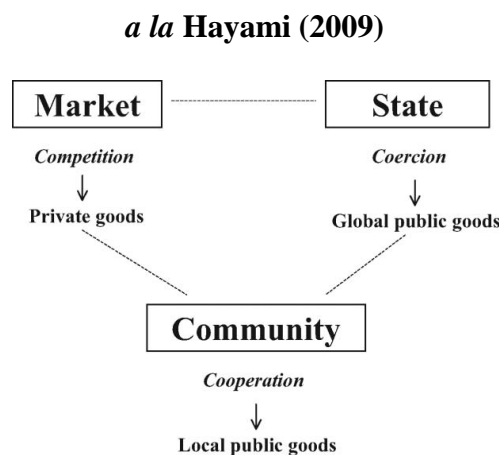 a la Hayami (2009)
Market
State
Competition
Coercion
Private goods
Global public goods
Community
Cooperation
Local public goods